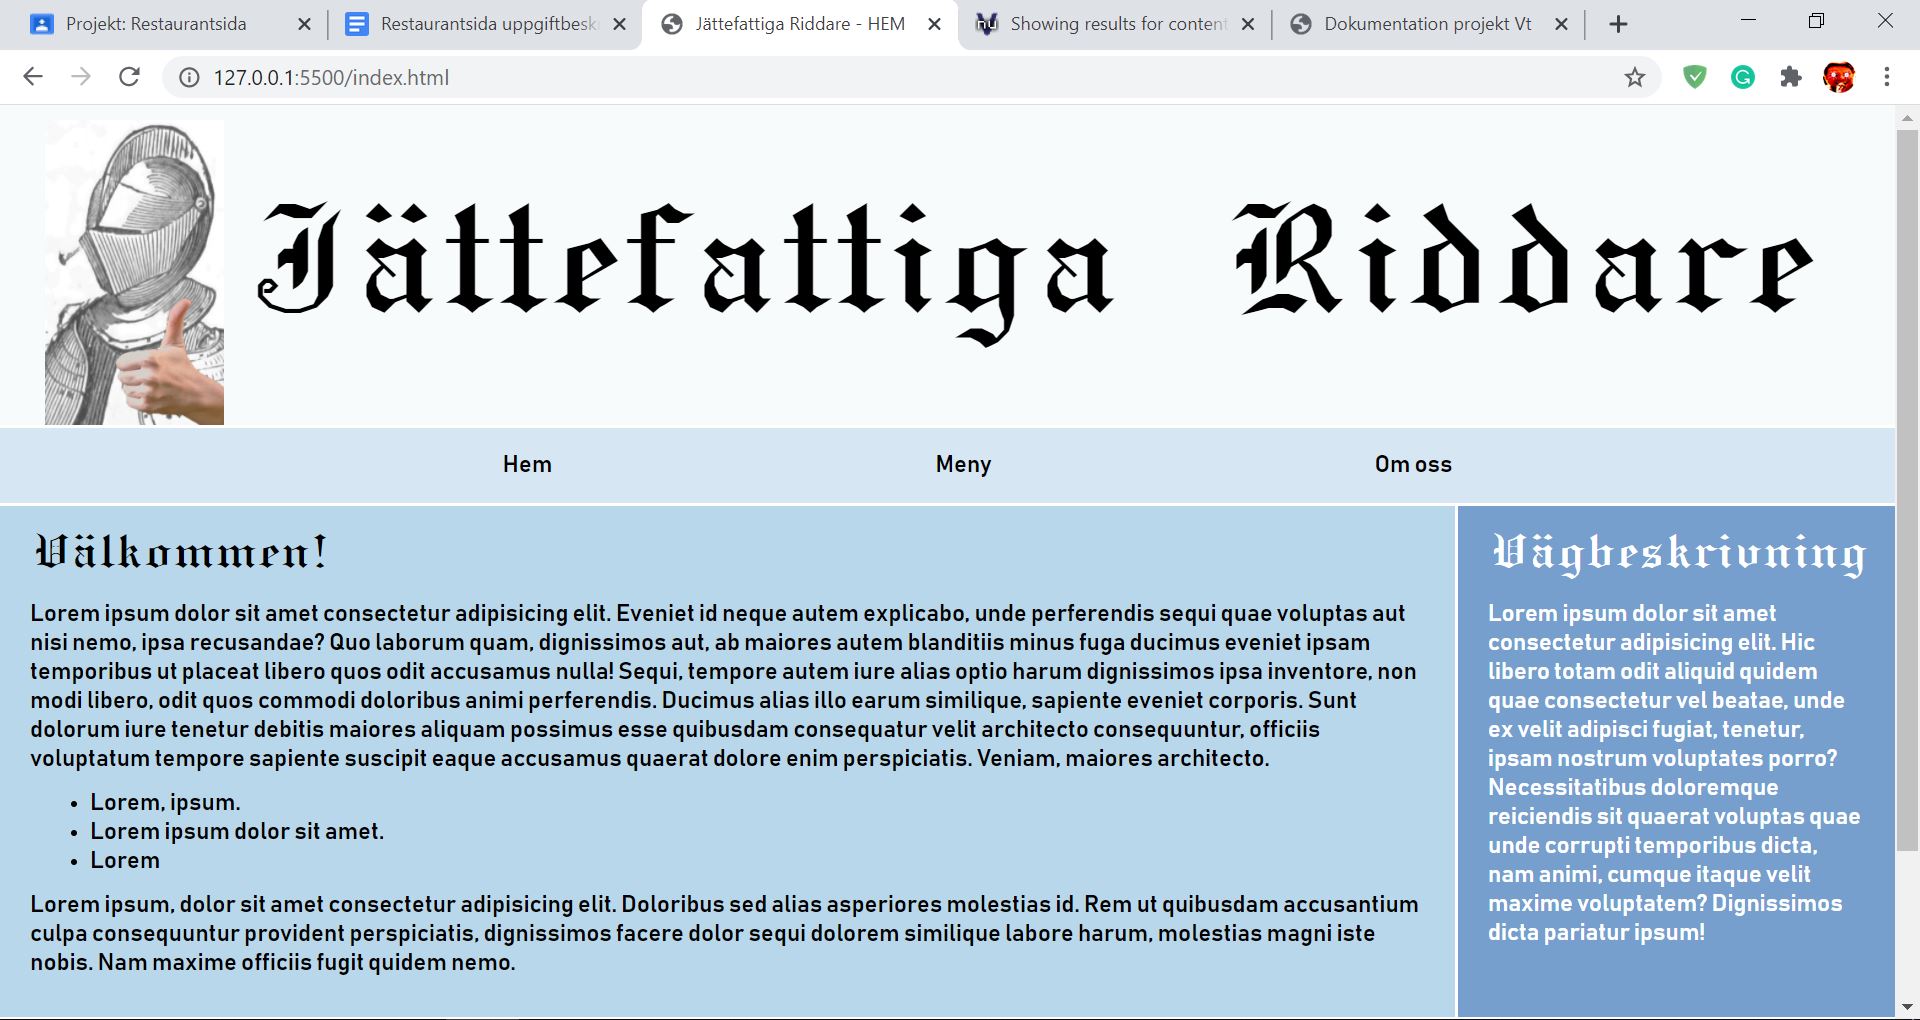 Projekt: Restaurantsida
Restaurantsida uppgiftbesk
Jättefattiga Riddare - HEM
Showing results for content
Dokumentation projekt Vt
127.0.0.1:5500/index.html
Jättefattiga Riddare
Hem
Meny
Om oss
Välkommen!
Lorem ipsum dolor sit amet consectetur adipisicing elit. Eveniet id neque autem explicabo, unde perferendis sequi quae voluptas aut
nisi nemo, ipsa recusandae? Quo laborum quam, dignissimos aut, ab maiores autem blanditiis minus fuga ducimus eveniet ipsam
temporibus ut placeat libero quos odit accusamus nulla! Sequi, tempore autem iure alias optio harum dignissimos ipsa inventore, non
modi libero, odit quos commodi doloribus animi perferendis. Ducimus alias illo earum similique, sapiente eveniet corporis. Sunt
dolorum iure tenetur debitis maiores aliquam possimus esse quibusdam consequatur velit architecto consequuntur, officiis
voluptatum tempore sapiente suscipit eaque accusamus quaerat dolore enim perspiciatis. Veniam, maiores architecto.
• Lorem, ipsum.
• Lorem ipsum dolor sit amet.
• Lorem
Lorem ipsum, dolor sit amet consectetur adipisicing elit. Doloribus sed alias asperiores molestias id. Rem ut quibusdam accusantium
culpa consequuntur provident perspiciatis, dignissimos facere dolor sequi dolorem similique labore harum, molestias magni iste
nobis. Nam maxime officiis fugit quidem nemo.
Vägbeskrivning
Lorem ipsum dolor sit amet
consectetur adipisicing elit. Hic
libero totam odit aliquid quidem
quae consectetur vel beatae, unde
ex velit adipisci fugiat, tenetur,
ipsam nostrum voluptates porro?
Necessitatibus doloremque
reiciendis sit quaerat voluptas quae
unde corrupti temporibus dicta,
nam animi, cumque itaque velit
maxime voluptatem? Dignissimos
dicta pariatur ipsum!